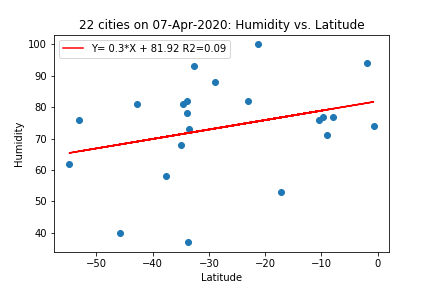 22 cities on 07-Apr-2020: Humidity vs. Latitude
Y= 0.3*X + 81.92 R2=0.09
100
90
80
70
60
50
40
Humidity
−50 −40 −30 −20 −10 0
Latitude